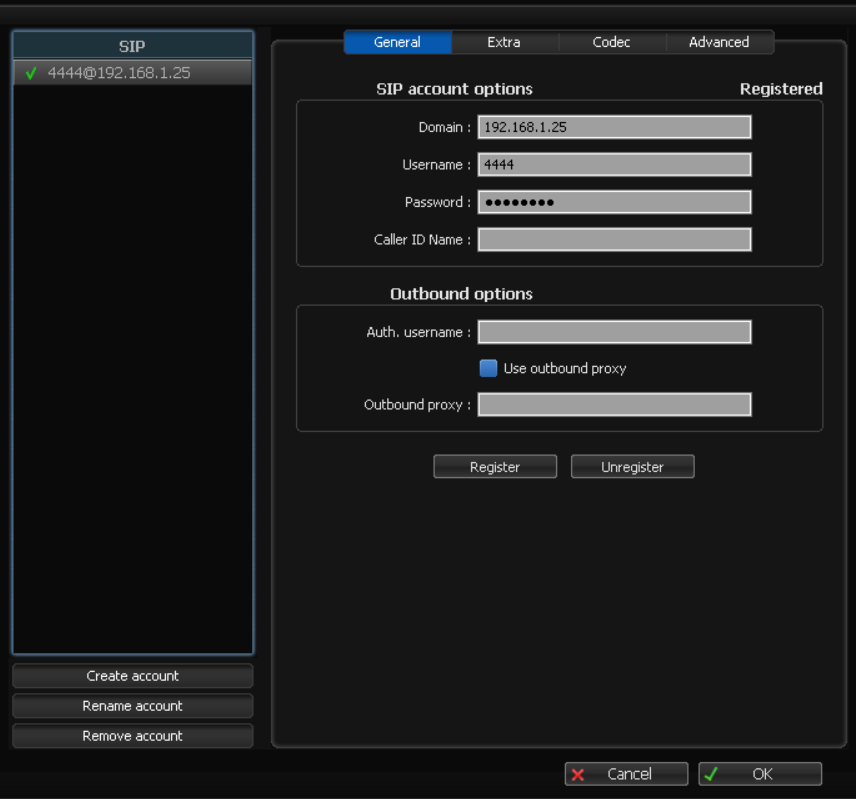 SIP
4444@192.168.1.25
Create account
Rename account
Remove account
General Extra Codec Advanced
SIP account options Registered
Domain : 192.168.1.25
Username : 4444
Password : ●●●●●●●●
Caller ID Name :
Outbound options
Auth. username :
Use outbound proxy
Outbound proxy :
Register Unregister
Cancel OK